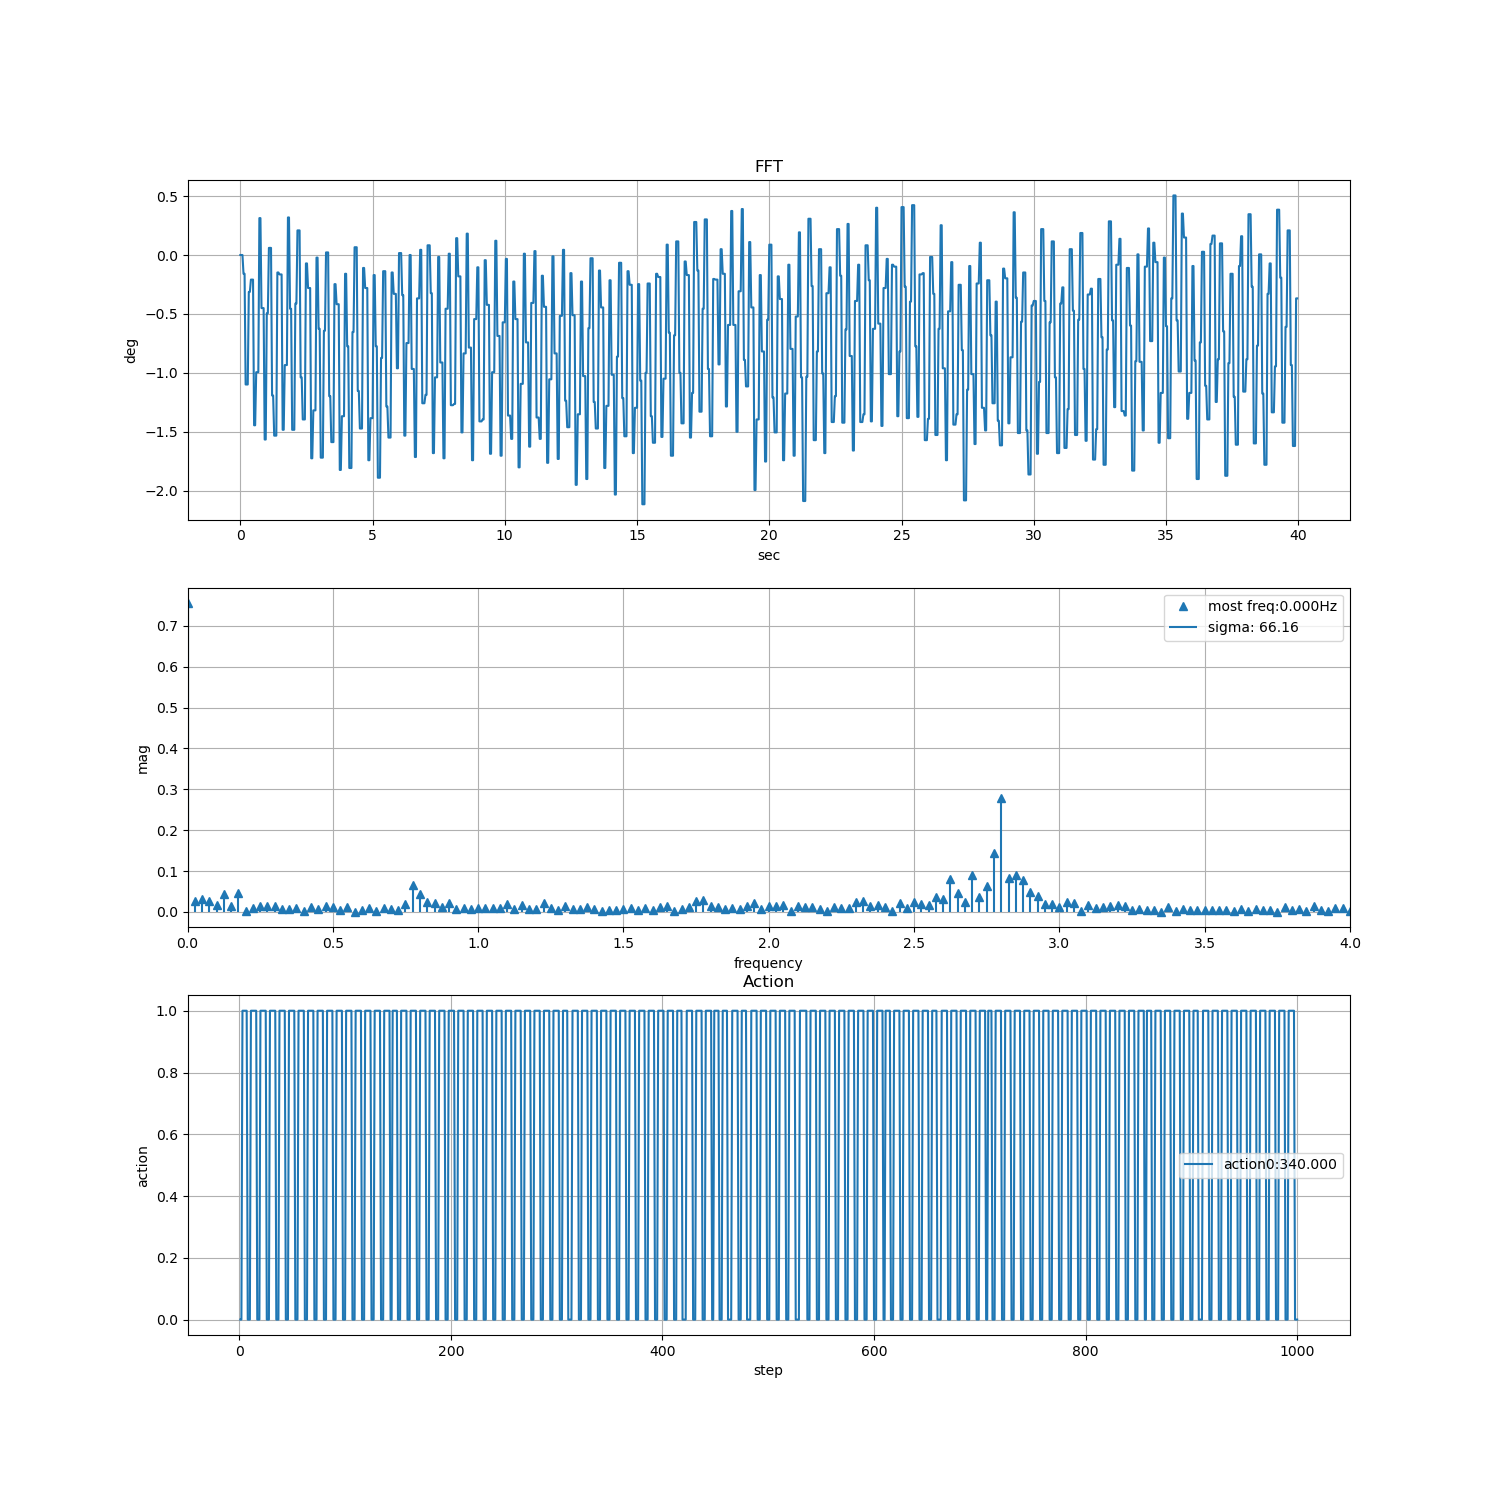 FFT
0.5
0.0
−0.5
−1.0
−1.5
−2.0
deg
0 5 10 15 20 25 30 35 40
sec
most freq:0.000Hz
sigma: 66.16
0.7
0.6
0.5
0.4
0.3
0.2
0.1
0.0
mag
0.0 0.5 1.0 1.5 2.0 2.5 3.0 3.5 4.0
frequency
Action
1.0
0.8
0.6
0.4
0.2
0.0
action
action0:340.000
0 200 400 600 800 1000
step